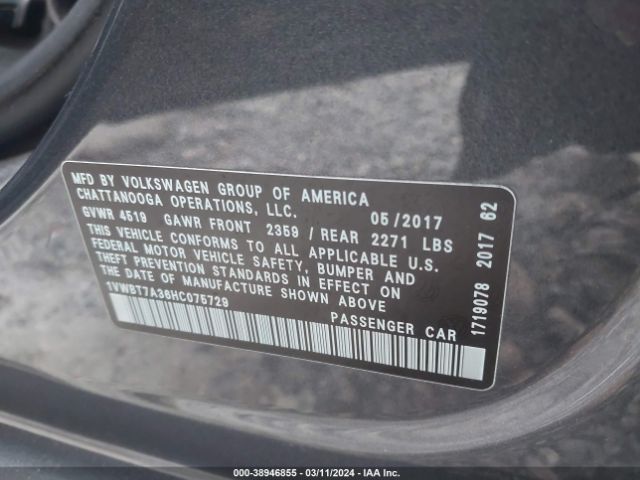 MFD BY VOLKSWAGEN GROUP OF AMERICA
CHATTANOOGA OPERATIONS, LLC. 05/2017
GVWR 4519 GAWR FRONT 2359 / REAR 2271 LBS
THIS VEHICLE CONFORMS TO ALL APPLICABLE U.S.
FEDERAL MOTOR VEHICLE SAFETY, BUMPER AND
THEFT PREVENTION STANDARDS IN EFFECT ON
THE DATE OF MANUFACTURE SHOWN ABOVE
1VWBT7A36HC075729
PASSENGER CAR
1719078 2017 62
000-38946855 - 03/11/2024 - IAA Inc.